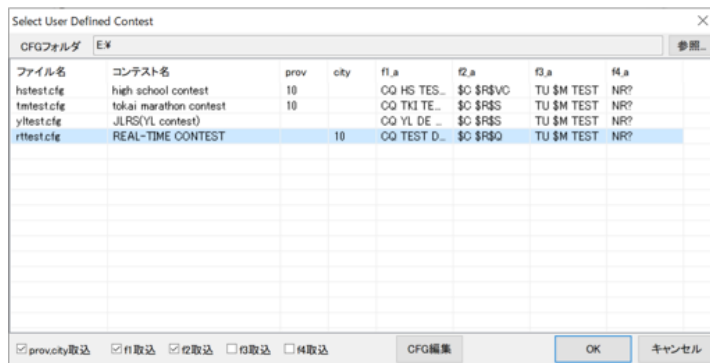 Select User Defined Contest
CFGフォルダ E:¥ 参照...
ファイル名 コンテスト名 prov city f1_a f2_a f3_a f4_a
hstest.cfg high school contest 10 CQ HS TES... $C $R$VC TU $M TEST NR?
tmtest.cfg tokai marathon contest 10 CQ TKI TE... $C $R$S TU $M TEST NR?
yltest.cfg JLRS(YL contest) CQ YL DE ... $C $R$S TU $M TEST NR?
rttest.cfg REAL-TIME CONTEST 10 CQ TEST D... $C $R$Q TU $M TEST NR?
prov,city取込 f1取込 f2取込 f3取込 f4取込 CFG編集 OK キャンセル